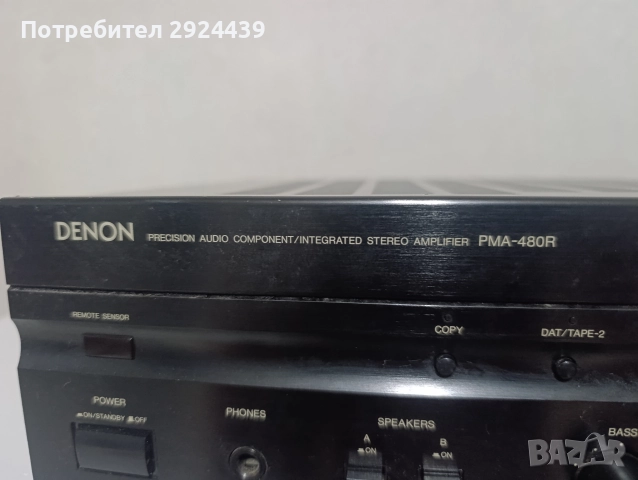 Потребител 2924439
DENON PRECISION AUDIO COMPONENT/INTEGRATED STEREO AMPLIFIER PMA-480R
REMOTE SENSOR
COPY DAT/TAPE-2
POWER
ON/STANDBY OFF
PHONES
SPEAKERS
A B
ON ON
BASS
BAZAR